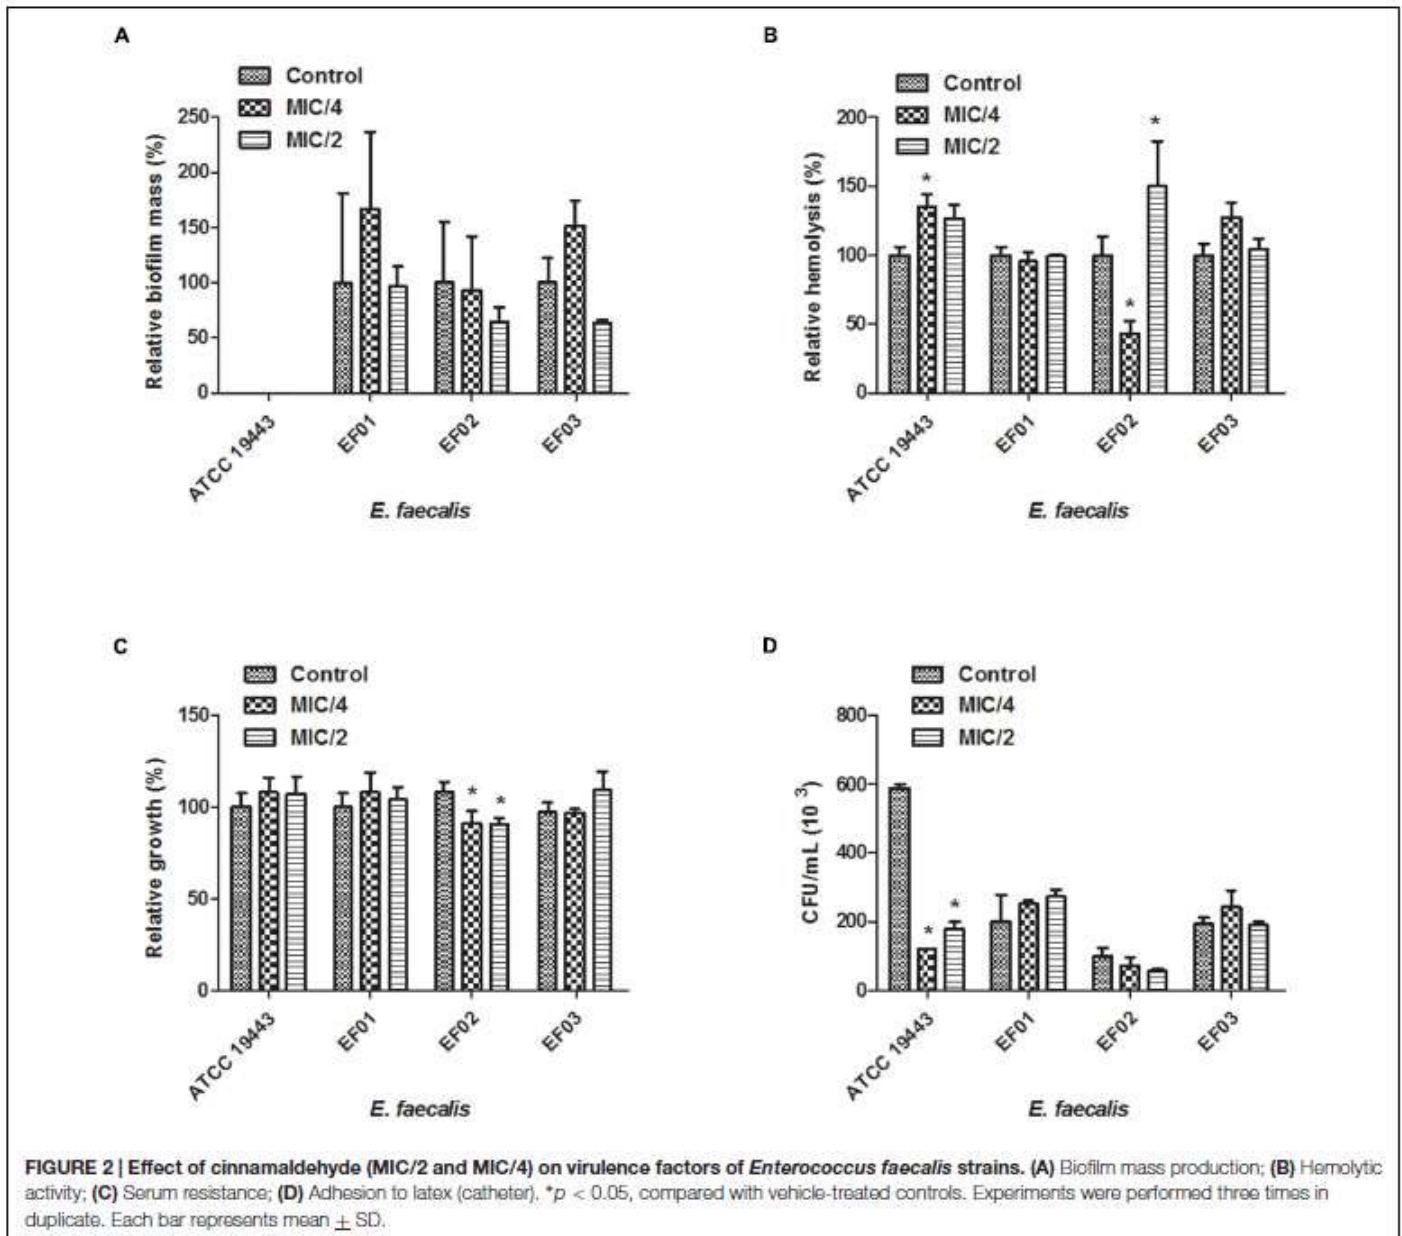 A
Control
MIC/4
MIC/2
Relative biofilm mass (%)
250
200
150
100
50
0
ATCC 19443
EF01
EF02
EF03
E. faecalis
B
Control
MIC/4
MIC/2
Relative hemolysis (%)
200
150
100
50
0
*
*
*
ATCC 19443
EF01
EF02
EF03
E. faecalis
C
Control
MIC/4
MIC/2
Relative growth (%)
150
100
50
0
*
*
ATCC 19443
EF01
EF02
EF03
E. faecalis
D
Control
MIC/4
MIC/2
CFU/mL (10 3)
800
600
400
200
0
*
*
ATCC 19443
EF01
EF02
EF03
E. faecalis
FIGURE 2 | Effect of cinnamaldehyde (MIC/2 and MIC/4) on virulence factors of Enterococcus faecalis strains. (A) Biofilm mass production; (B) Hemolytic
activity; (C) Serum resistance; (D) Adhesion to latex (catheter). *p < 0.05, compared with vehicle-treated controls. Experiments were performed three times in
duplicate. Each bar represents mean ± SD.